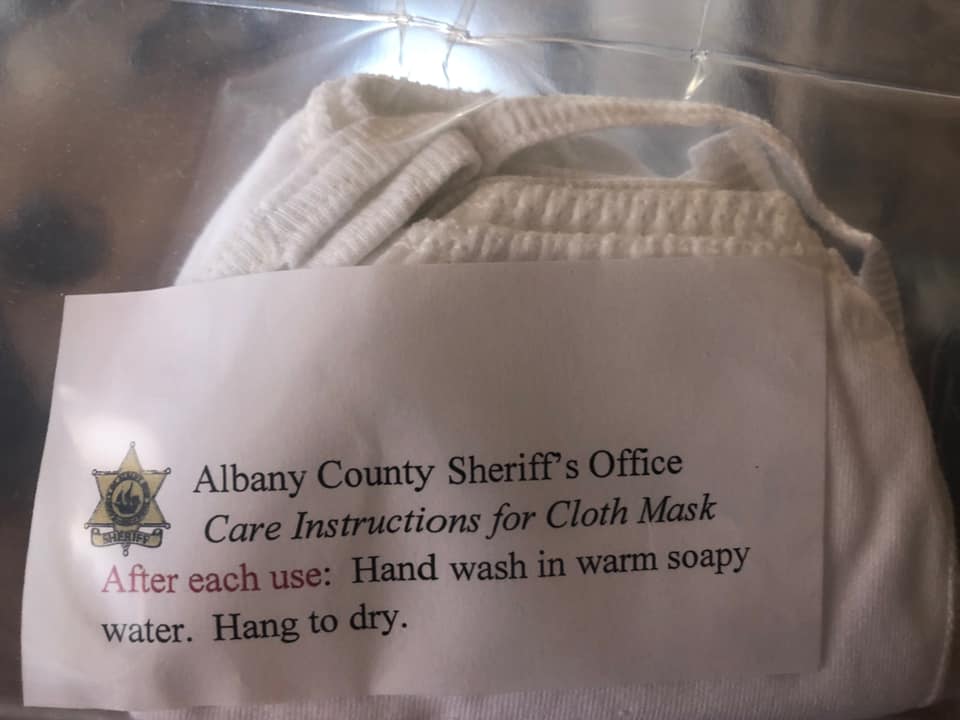 Albany County Sheriff's Office
Care Instructions for Cloth Mask
SHERIFF
After each use: Hand wash in warm soapy
water. Hang to dry.